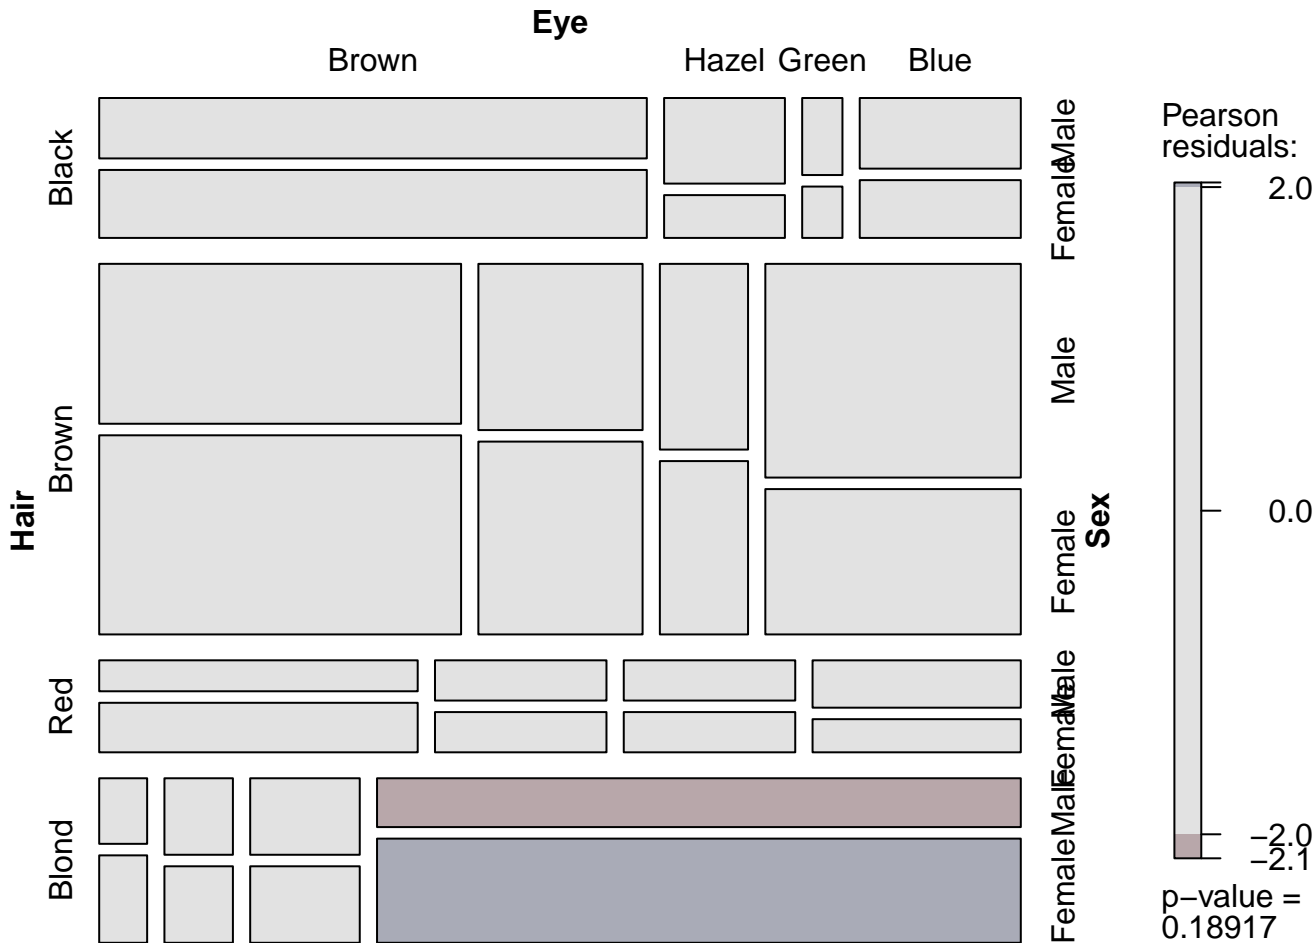 Eye
Brown
Hazel
Green
Blue
Hair
Black
Brown
Red
Blond
Male
Female
Male
Female
Male
Female
Male
Female
Sex
Pearson
residuals:
2.0
0.0
−2.0
−2.1
p−value =
0.18917